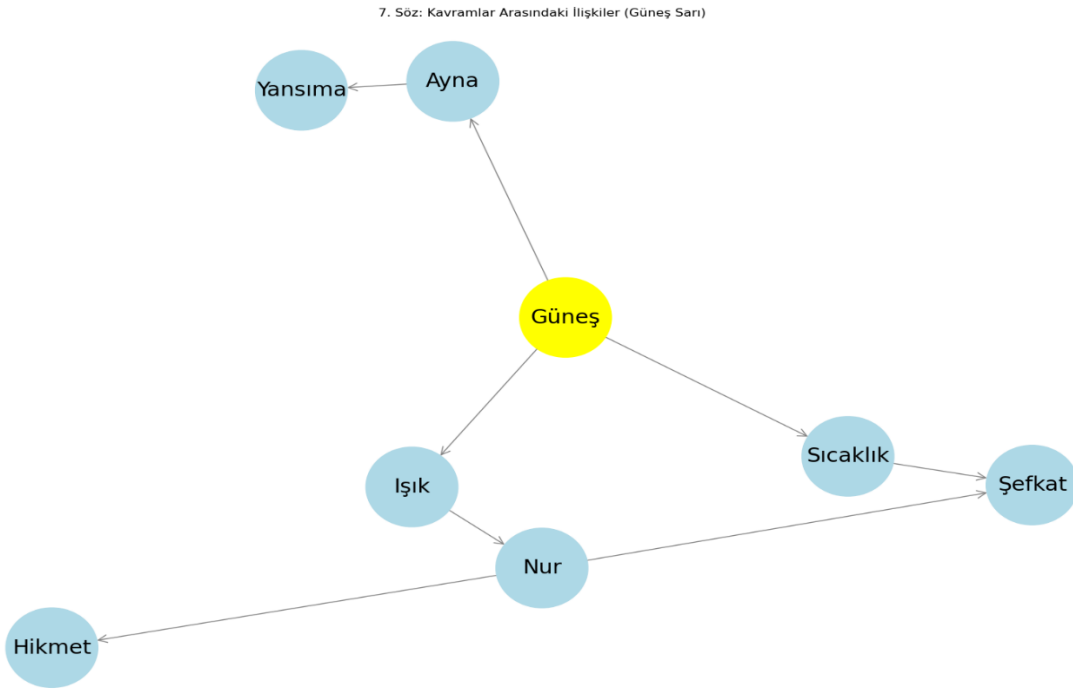 7. Söz: Kavramlar Arasındaki İlişkiler (Güneş Sarı)
Yansıma
Ayna
Güneş
Sıcaklık
Işık
Şefkat
Nur
Hikmet